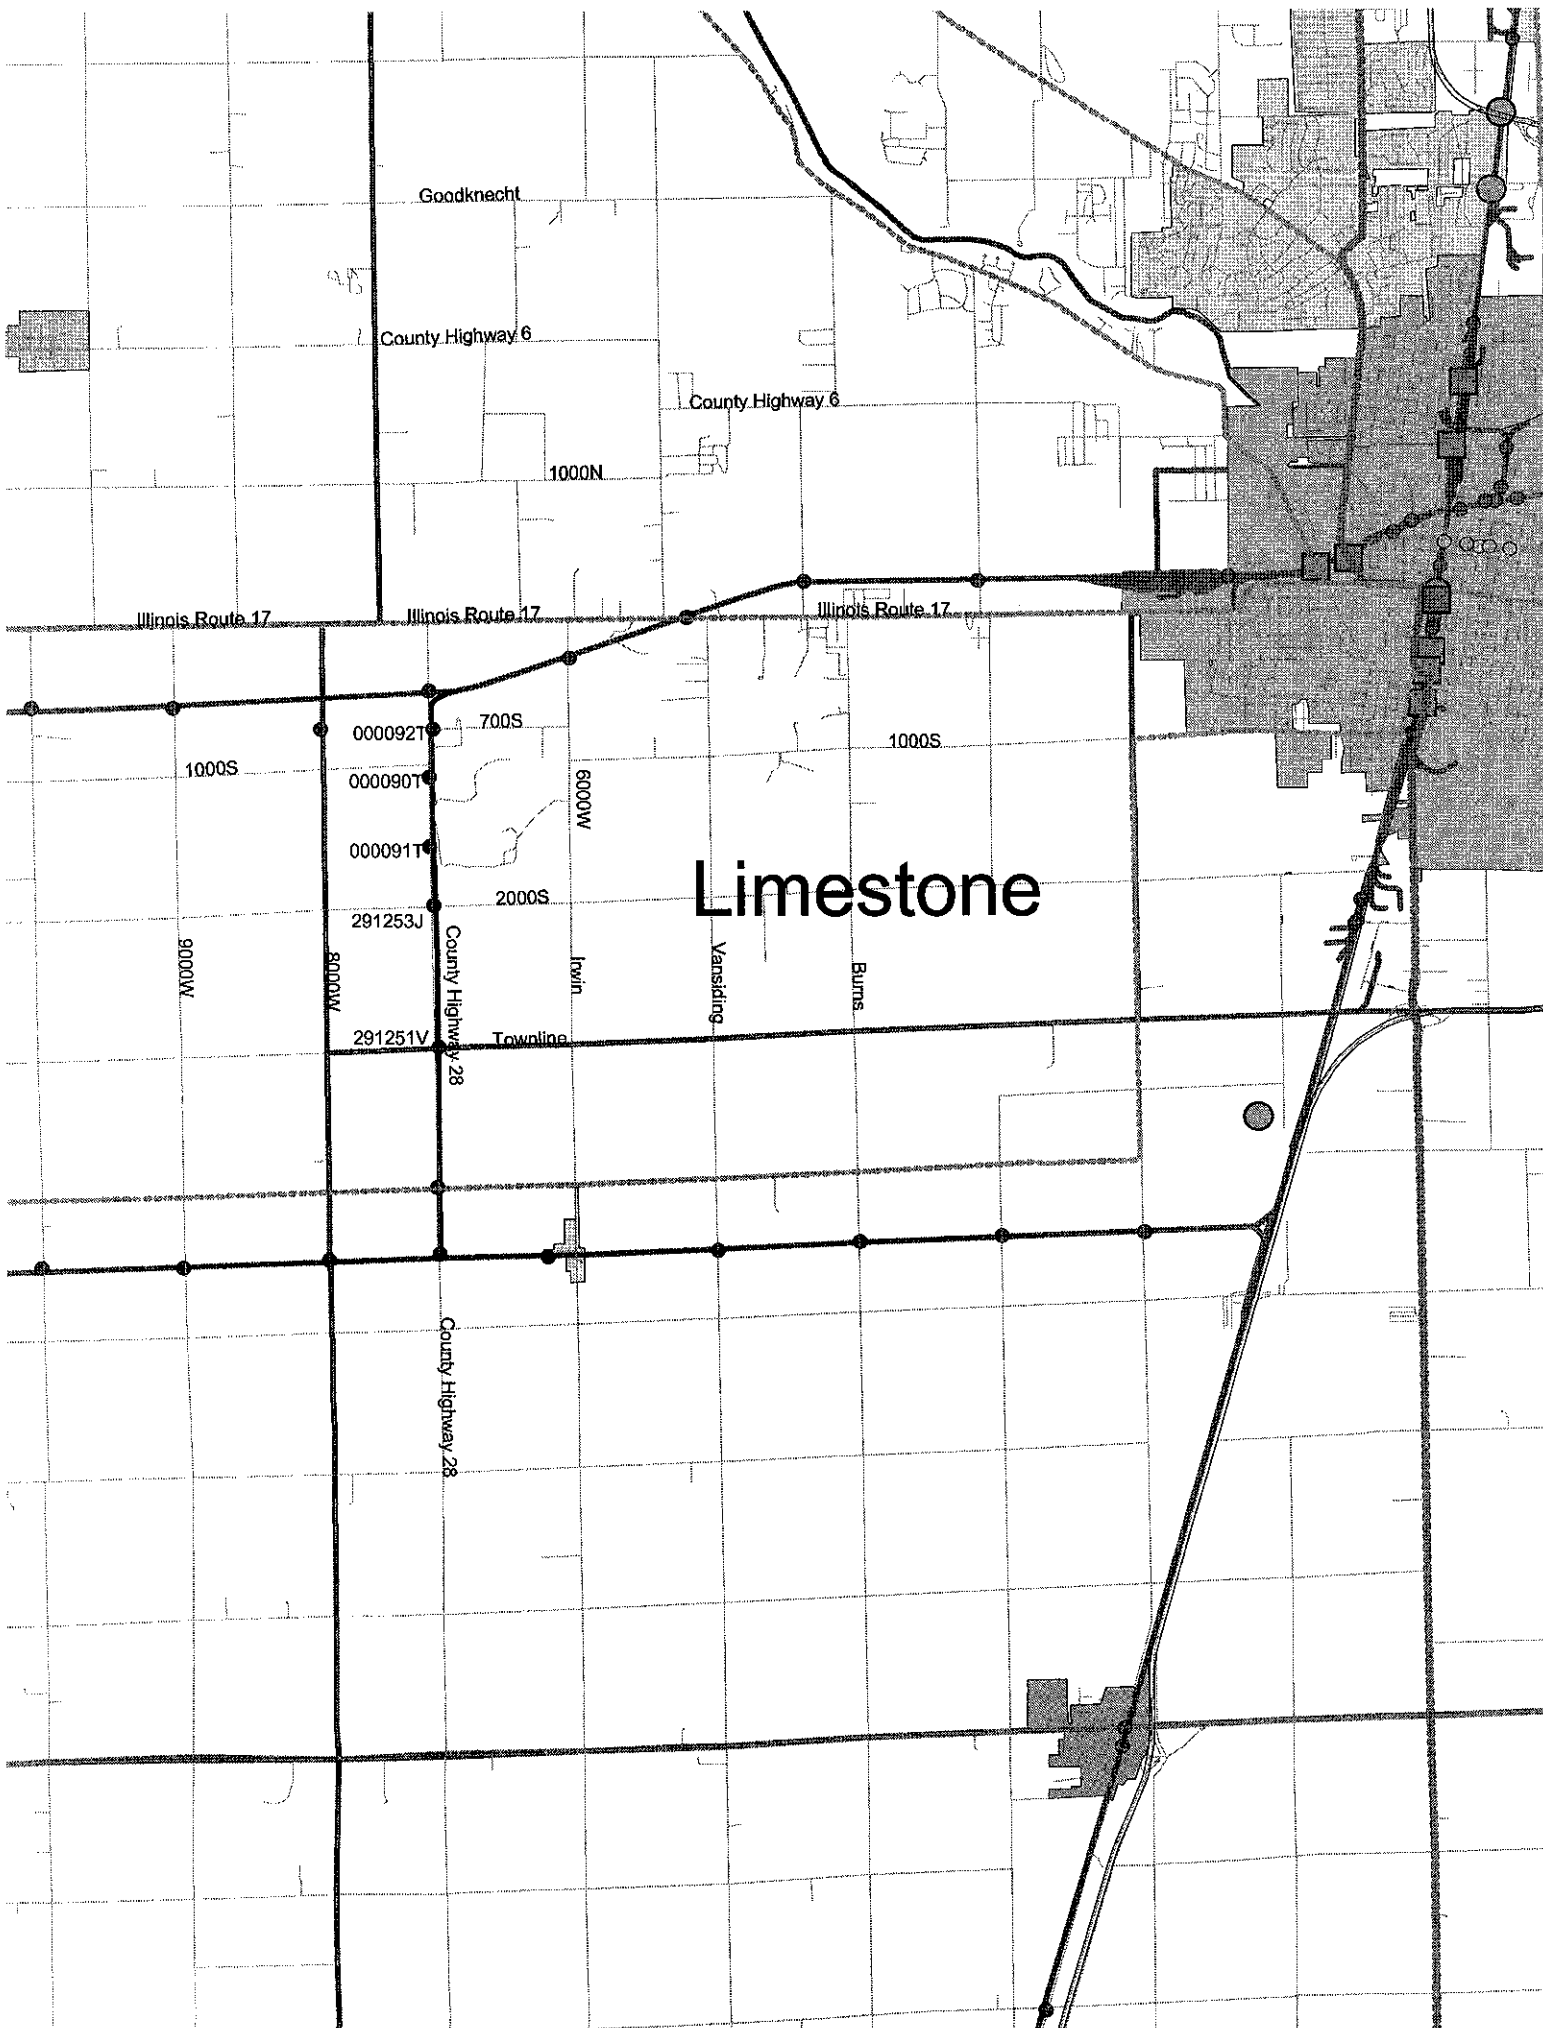 Goodknecht
County Highway 6
County Highway 6
1000N
Illinois Route 17
Illinois Route 17
Illinois Route 17
000092T
700S
1000S
1000S
000090T
6000W
000091T
Limestone
2000S
291253J
9000W
8000W
County Highway 28
Irwin
Vansiding
Burns
291251V
Townline
County Highway 28